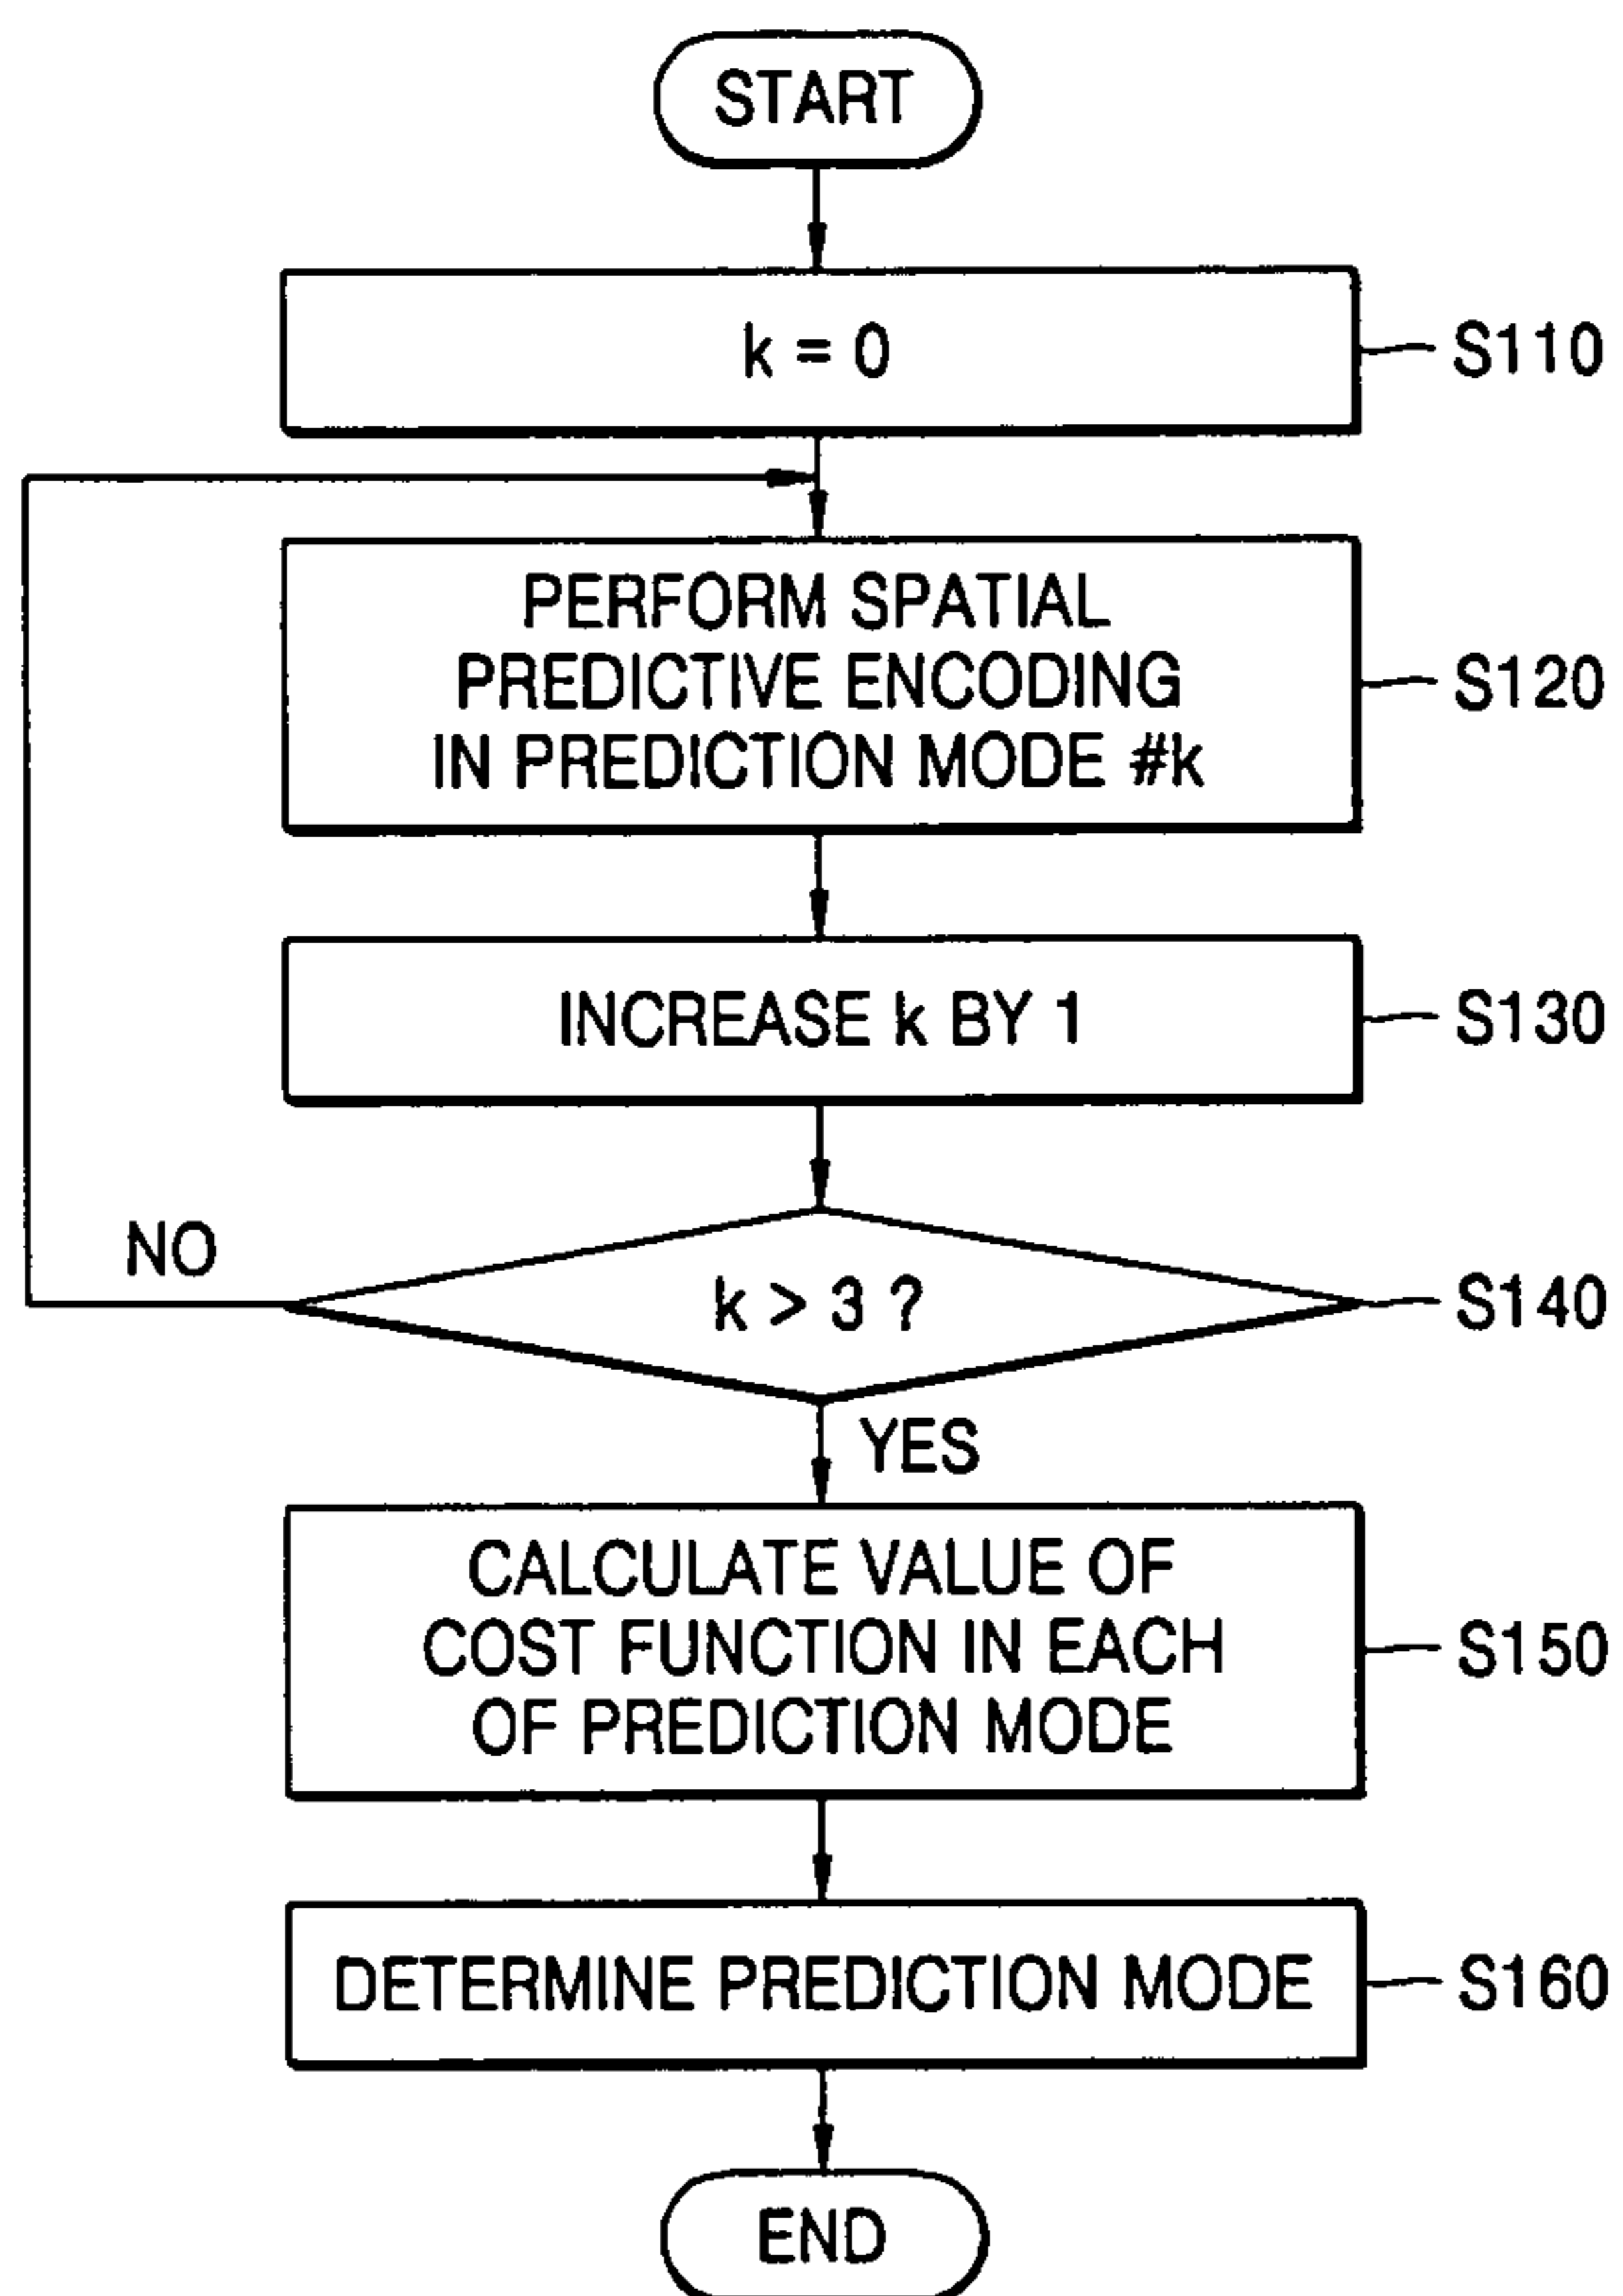 START
k = 0
S110
PERFORM SPATIAL
PREDICTIVE ENCODING
IN PREDICTION MODE #k
S120
INCREASE k BY 1
S130
NO
k > 3 ?
S140
YES
CALCULATE VALUE OF
COST FUNCTION IN EACH
OF PREDICTION MODE
S150
DETERMINE PREDICTION MODE
S160
END